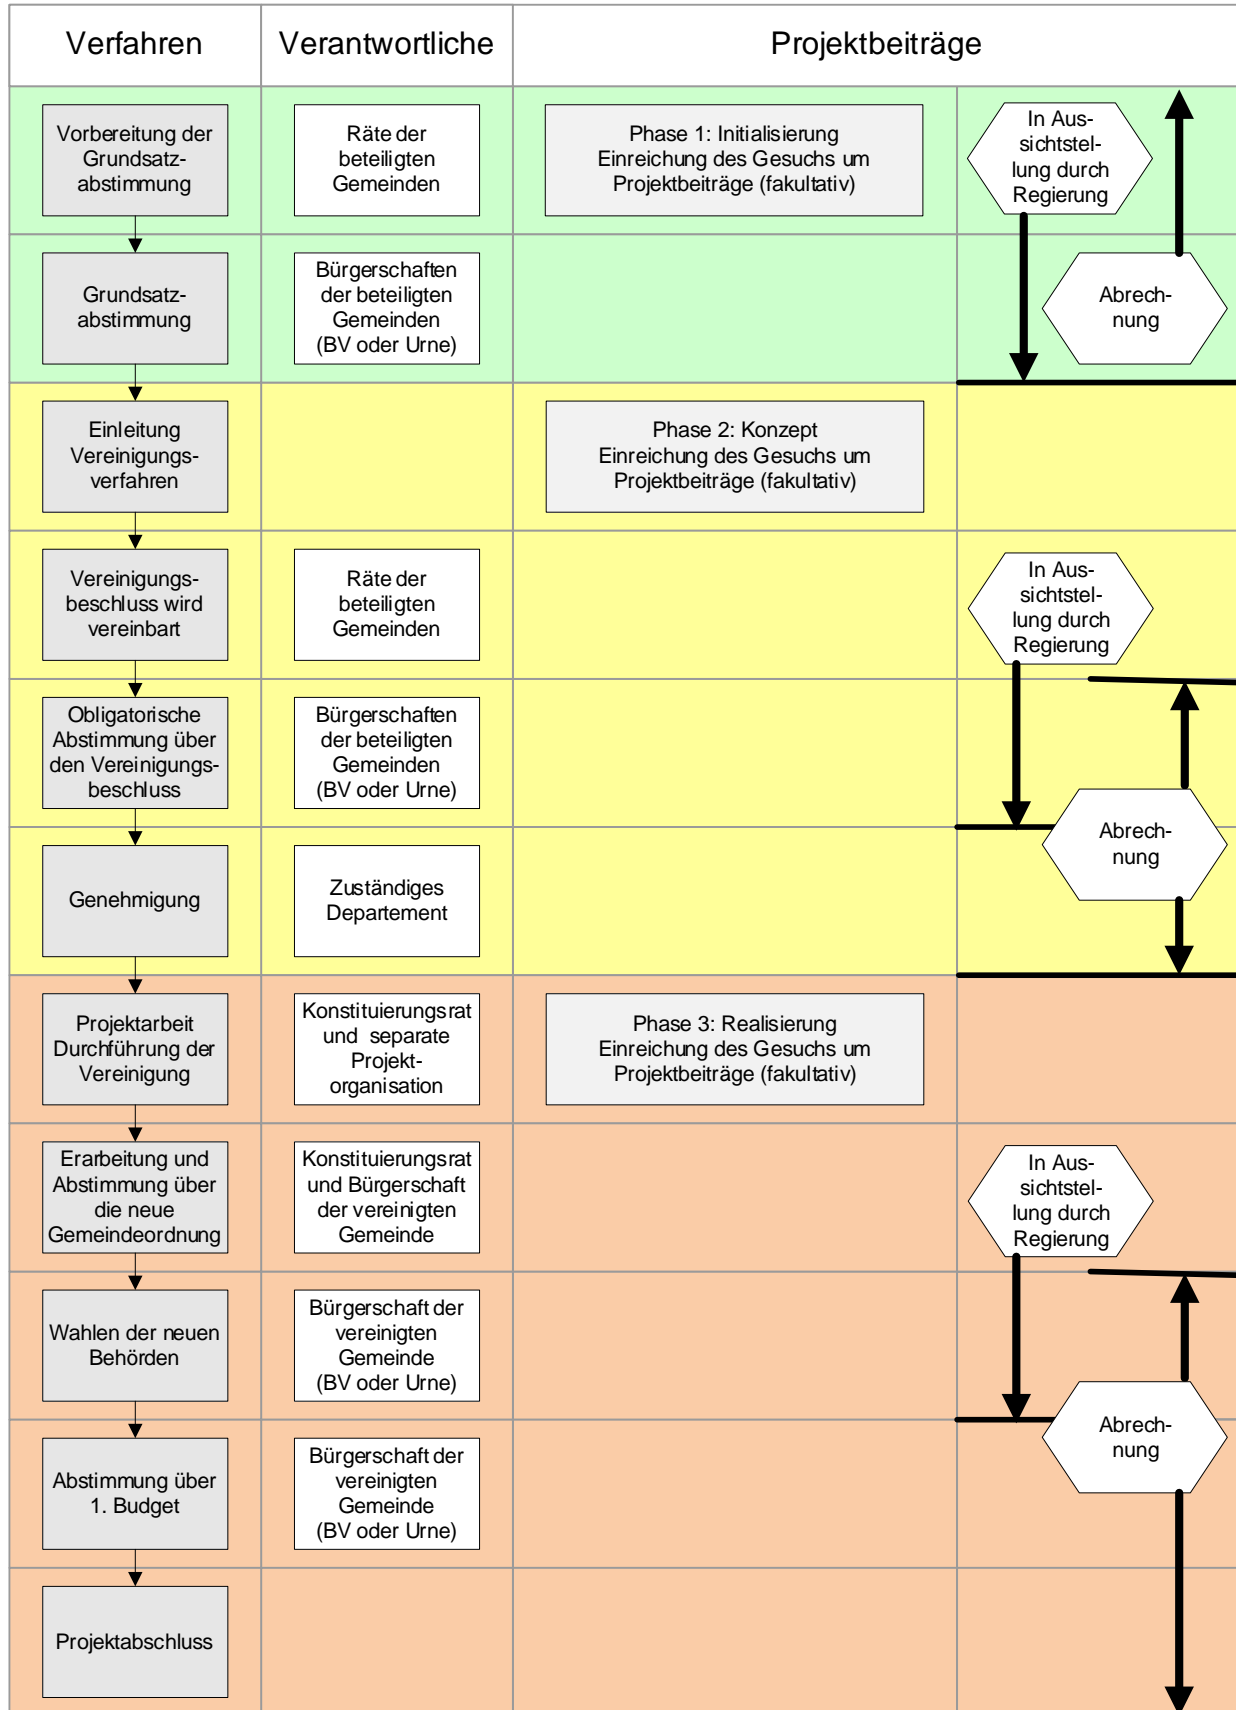 Verfahren
Verantwortliche
Projektbeiträge
Vorbereitung der
Grundsatz-
abstimmung
Räte der
beteiligten
Gemeinden
Phase 1: Initialisierung
Einreichung des Gesuchs um
Projektbeiträge (fakultativ)
In Aus-
sichtstel-
lung durch
Regierung
Grundsatz-
abstimmung
Bürgerschaften
der beteiligten
Gemeinden
(BV oder Urne)
Abrech-
nung
Einleitung
Vereinigungs-
verfahren
Phase 2: Konzept
Einreichung des Gesuchs um
Projektbeiträge (fakultativ)
Vereinigungs-
beschluss wird
vereinbart
Räte der
beteiligten
Gemeinden
In Aus-
sichtstel-
lung durch
Regierung
Obligatorische
Abstimmung über
den Vereinigungs-
beschluss
Bürgerschaften
der beteiligten
Gemeinden
(BV oder Urne)
Genehmigung
Zuständiges
Departement
Abrech-
nung
Projektarbeit
Durchführung der
Vereinigung
Konstituierungsrat
und separate
Projekt-
organisation
Phase 3: Realisierung
Einreichung des Gesuchs um
Projektbeiträge (fakultativ)
Erarbeitung und
Abstimmung über
die neue
Gemeindeordnung
Konstituierungsrat
und Bürgerschaft
der vereinigten
Gemeinde
In Aus-
sichtstel-
lung durch
Regierung
Wahlen der neuen
Behörden
Bürgerschaft der
vereinigten
Gemeinde
(BV oder Urne)
Abstimmung über
1. Budget
Bürgerschaft der
vereinigten
Gemeinde
(BV oder Urne)
Abrech-
nung
Projektabschluss